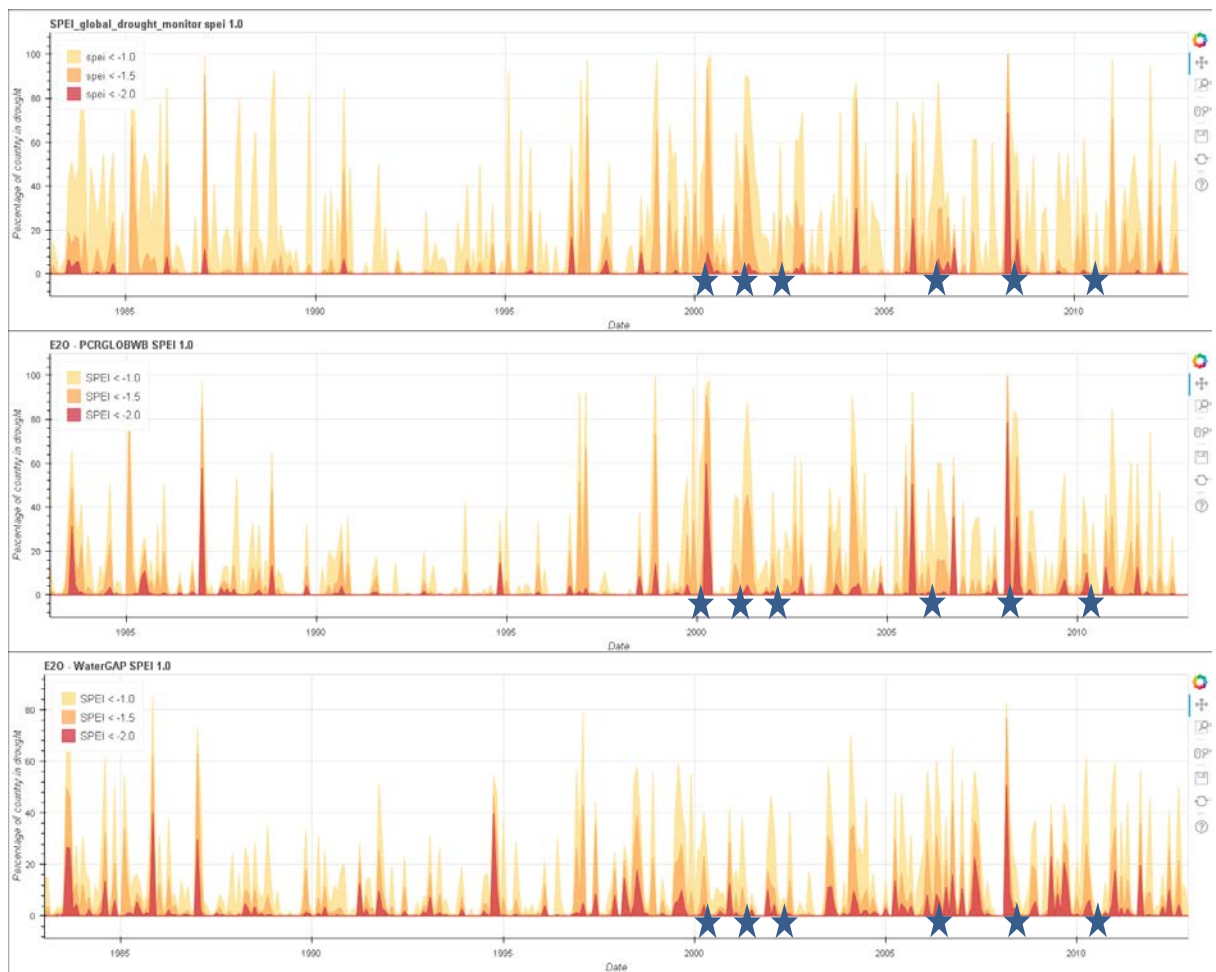 SPEI_global_drought_monitor spei 1.0
Percentage of country in drought
100
80
60
40
20
0
spei < -1.0
spei < -1.5
spei < -2.0
1985 1990 1995 2000 2005 2010
Date
E2O - PCRGLOBWB SPEI 1.0
Percentage of country in drought
100
80
60
40
20
0
SPEI < -1.0
SPEI < -1.5
SPEI < -2.0
1985 1990 1995 2000 2005 2010
Date
E2O - WaterGAP SPEI 1.0
Percentage of country in drought
80
60
40
20
0
SPEI < -1.0
SPEI < -1.5
SPEI < -2.0
1985 1990 1995 2000 2005 2010
Date